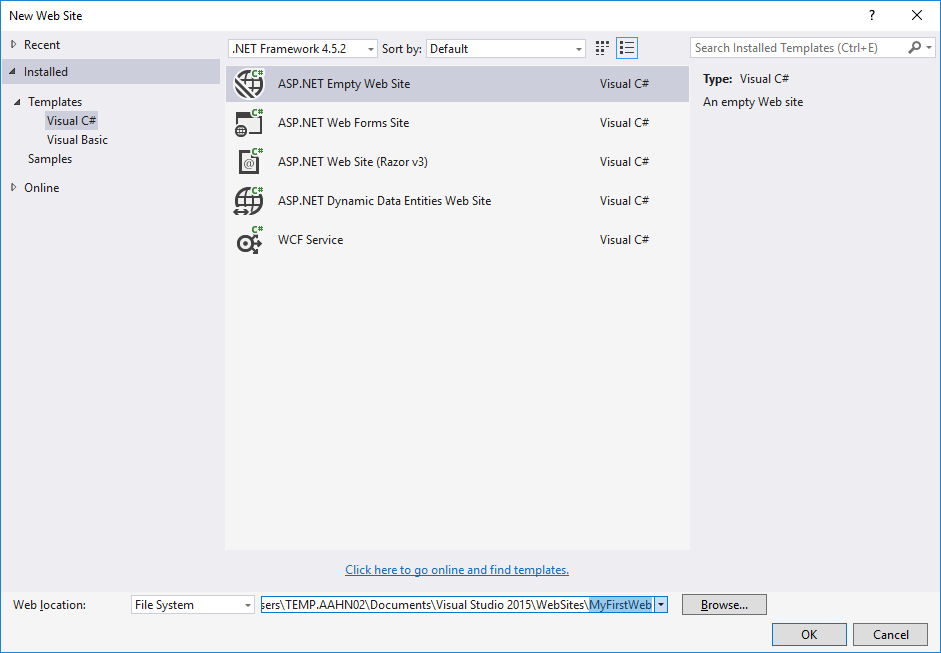 New Web Site
?
Recent
.NET Framework 4.5.2 Sort by: Default
Search Installed Templates (Ctrl+E)
Installed
Templates
Visual C#
Visual Basic
Samples
Online
C# ASP.NET Empty Web Site Visual C#
C# ASP.NET Web Forms Site Visual C#
C# @ ASP.NET Web Site (Razor v3) Visual C#
C# ASP.NET Dynamic Data Entities Web Site Visual C#
C# WCF Service Visual C#
Type: Visual C#
An empty Web site
Click here to go online and find templates.
Web location: File System sers\TEMP.AAHN02\Documents\Visual Studio 2015\WebSites\MyFirstWeb Browse...
OK Cancel